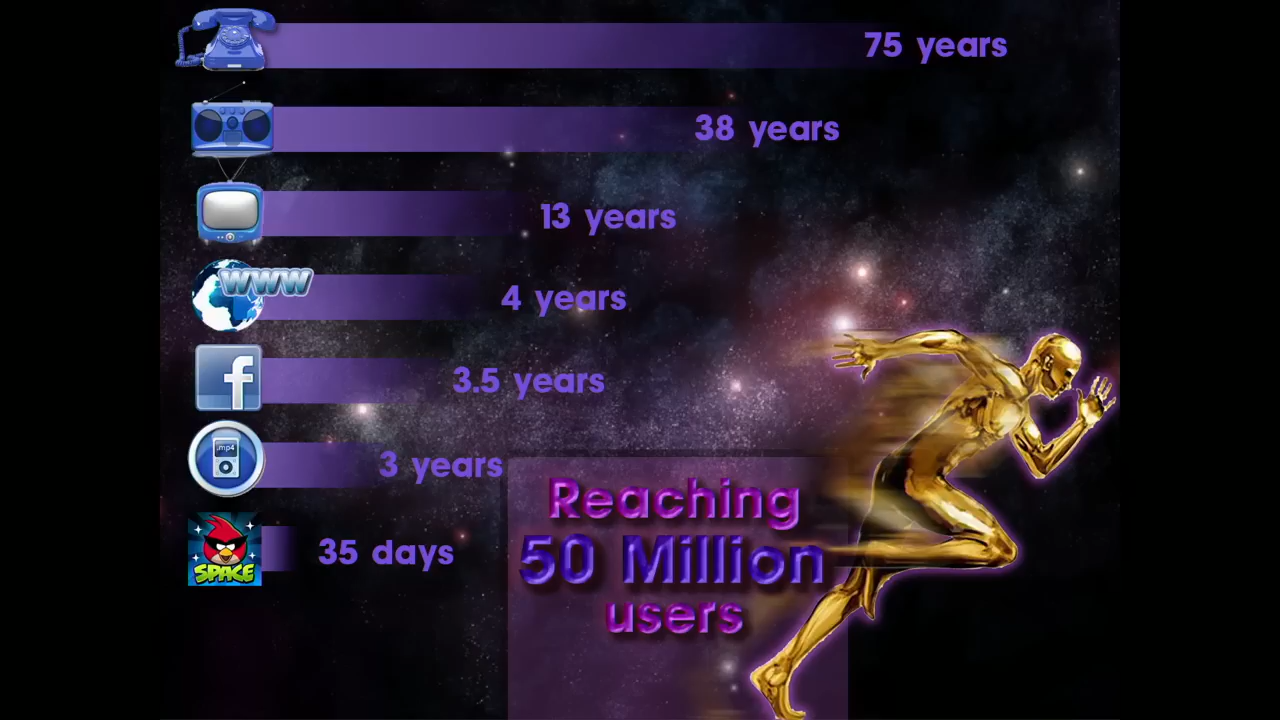 75 years
38 years
13 years
www
4 years
f
3.5 years
.mp4
3 years
SPACE
35 days
Reaching
50 Million
users